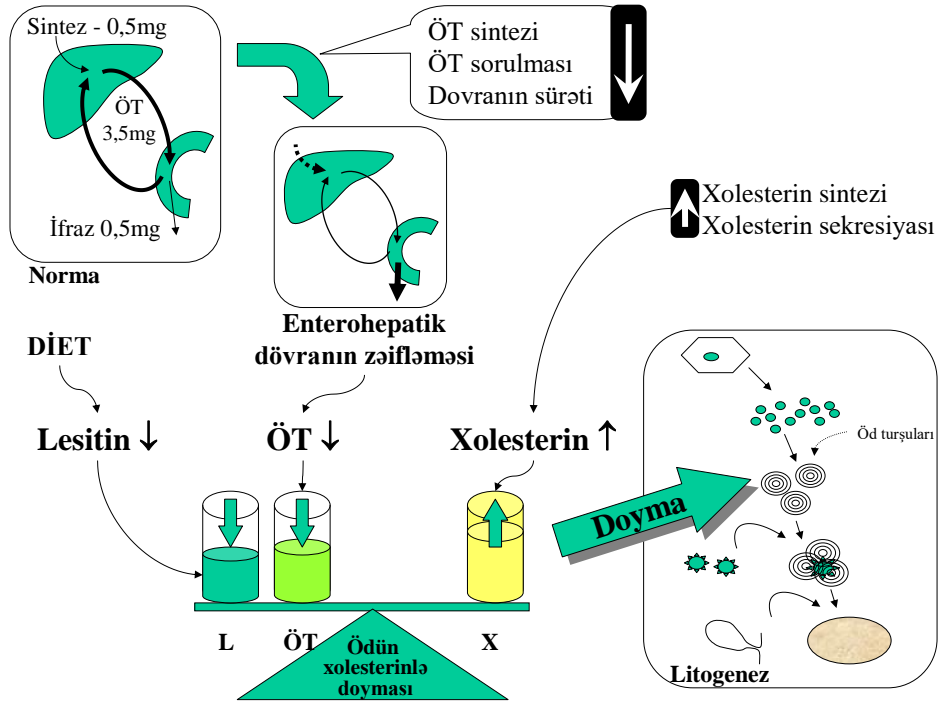 Sintez - 0,5mg
ÖT
3,5mg
İfraz 0,5mg
Norma
ÖT sintezi
ÖT sorulması
Dovranın sürəti
Enterohepatik
dövranın zəifləməsi
Xolesterin sintezi
Xolesterin sekresiyası
DİET
Lesitin ↓
ÖT ↓
Xolesterin ↑
Doyma
Öd turşuları
L
ÖT
X
Ödün
xolesterinlə
doyması
Litogenez